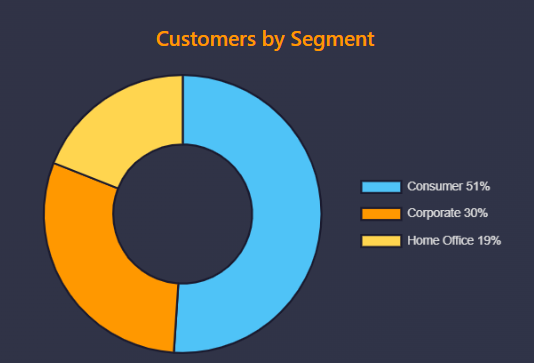 Customers by Segment
Consumer 51%
Corporate 30%
Home Office 19%